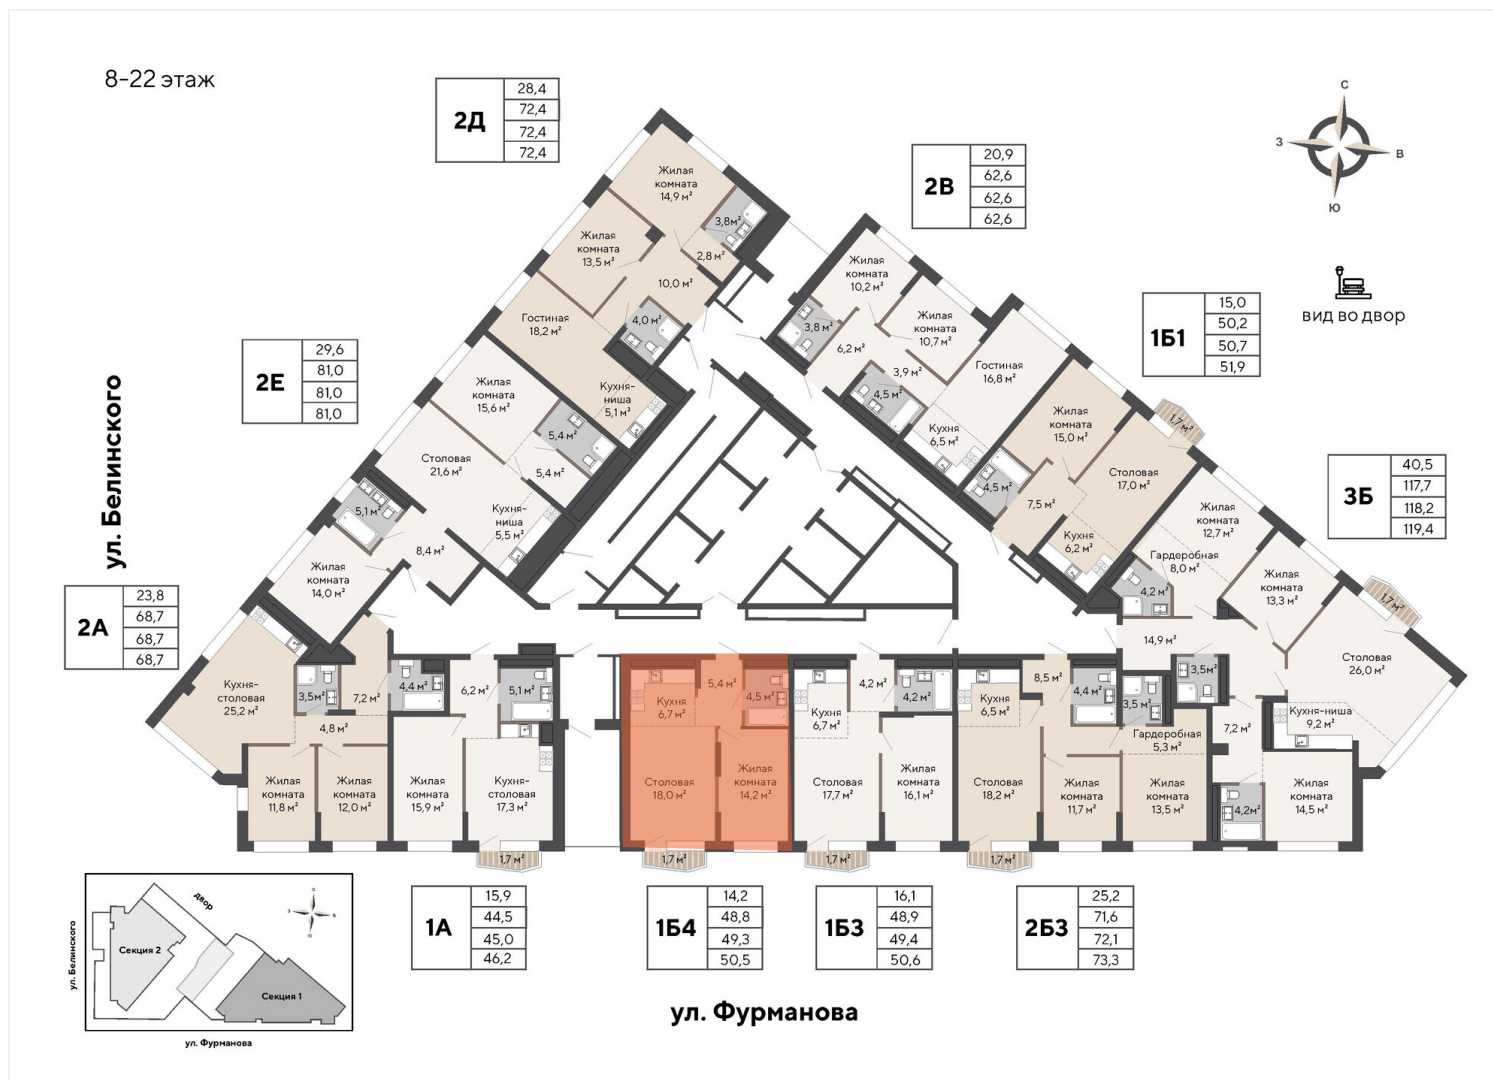 8-22 этаж
2Д
28,4
72,4
72,4
72,4
2В
20,9
62,6
62,6
62,6
С
З
В
Ю
вид во двор
1Б1
15,0
50,2
50,7
51,9
2Е
29,6
81,0
81,0
81,0
3Б
40,5
117,7
118,2
119,4
2А
23,8
68,7
68,7
68,7
ул. Белинского
Жилая
комната
14,9 м²
3,8м²
2,8 м²
Жилая
комната
13,5 м²
10,0 м²
Гостиная
18,2 м²
4,0 м²
Кухня-
ниша
5,1 м²
Жилая
комната
15,6 м²
5,4 м²
5,4 м²
Столовая
21,6 м²
Кухня-
ниша
5,5 м²
5,1 м²
8,4 м²
Жилая
комната
14,0 м²
Жилая
комната
10,2 м²
3,8 м²
6,2 м²
Жилая
комната
10,7 м²
3,9 м²
4,5 м²
Гостиная
16,8 м²
Кухня
6,5 м²
Жилая
комната
15,0 м²
1,7 м²
4,5 м²
Столовая
17,0 м²
7,5 м²
Кухня
6,2 м²
Жилая
комната
12,7 м²
Гардеробная
8,0 м²
4,2 м²
Жилая
комната
13,3 м²
1,7 м²
14,9 м²
3,5м²
Столовая
26,0 м²
7,2 м²
Кухня-ниша
9,2 м²
4,2м²
Жилая
комната
14,5 м²
Кухня-
столовая
25,2 м²
3,5м²
7,2 м²
4,8 м²
4,4 м²
Жилая
комната
11,8 м²
Жилая
комната
12,0 м²
6,2 м²
5,1 м²
Жилая
комната
15,9 м²
Кухня-
столовая
17,3 м²
1,7 м²
Кухня
6,7 м²
5,4 м²
4,5 м²
Столовая
18,0 м²
Жилая
комната
14,2 м²
1,7 м²
Кухня
6,7 м²
4,2 м²
4,2 м²
Столовая
17,7 м²
Жилая
комната
16,1 м²
1,7 м²
Кухня
6,5 м²
8,5 м²
4,4 м²
3,5м²
Гардеробная
5,3 м²
Столовая
18,2 м²
Жилая
комната
11,7 м²
Жилая
комната
13,5 м²
1,7 м²
1А
15,9
44,5
45,0
46,2
1Б4
14,2
48,8
49,3
50,5
1Б3
16,1
48,9
49,4
50,6
2Б3
25,2
71,6
72,1
73,3
ул. Фурманова
ул. Белинского
двор
Секция 2
Секция 1
ул. Фурманова